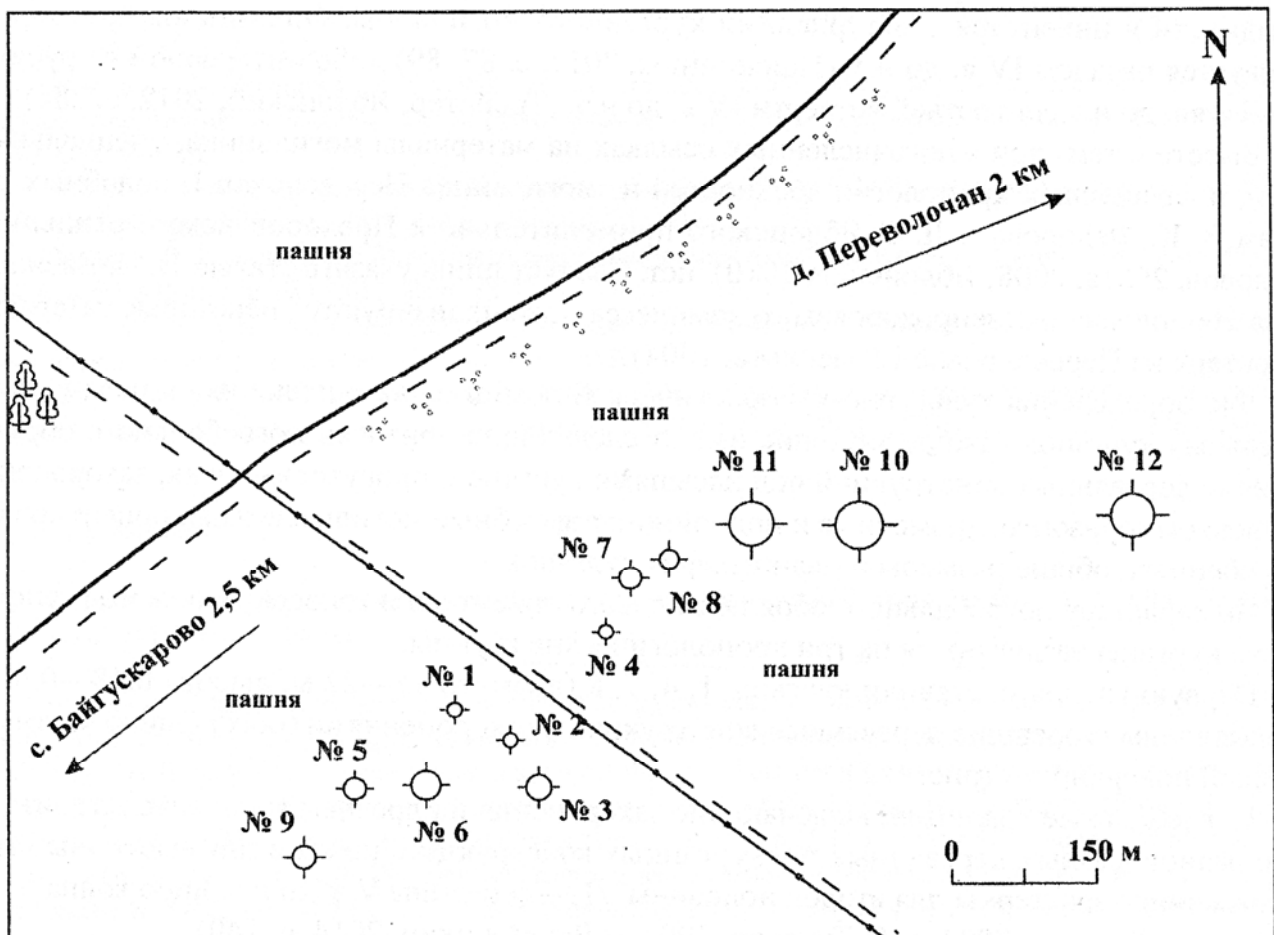 N
пашня
д. Переволочан 2 км
пашня
№ 11
№ 10
№ 12
№ 7
№ 8
№ 4
с. Байгускарово 2,5 км
пашня
пашня
№ 1
№ 2
№ 5
№ 3
№ 6
№ 9
0 150 м